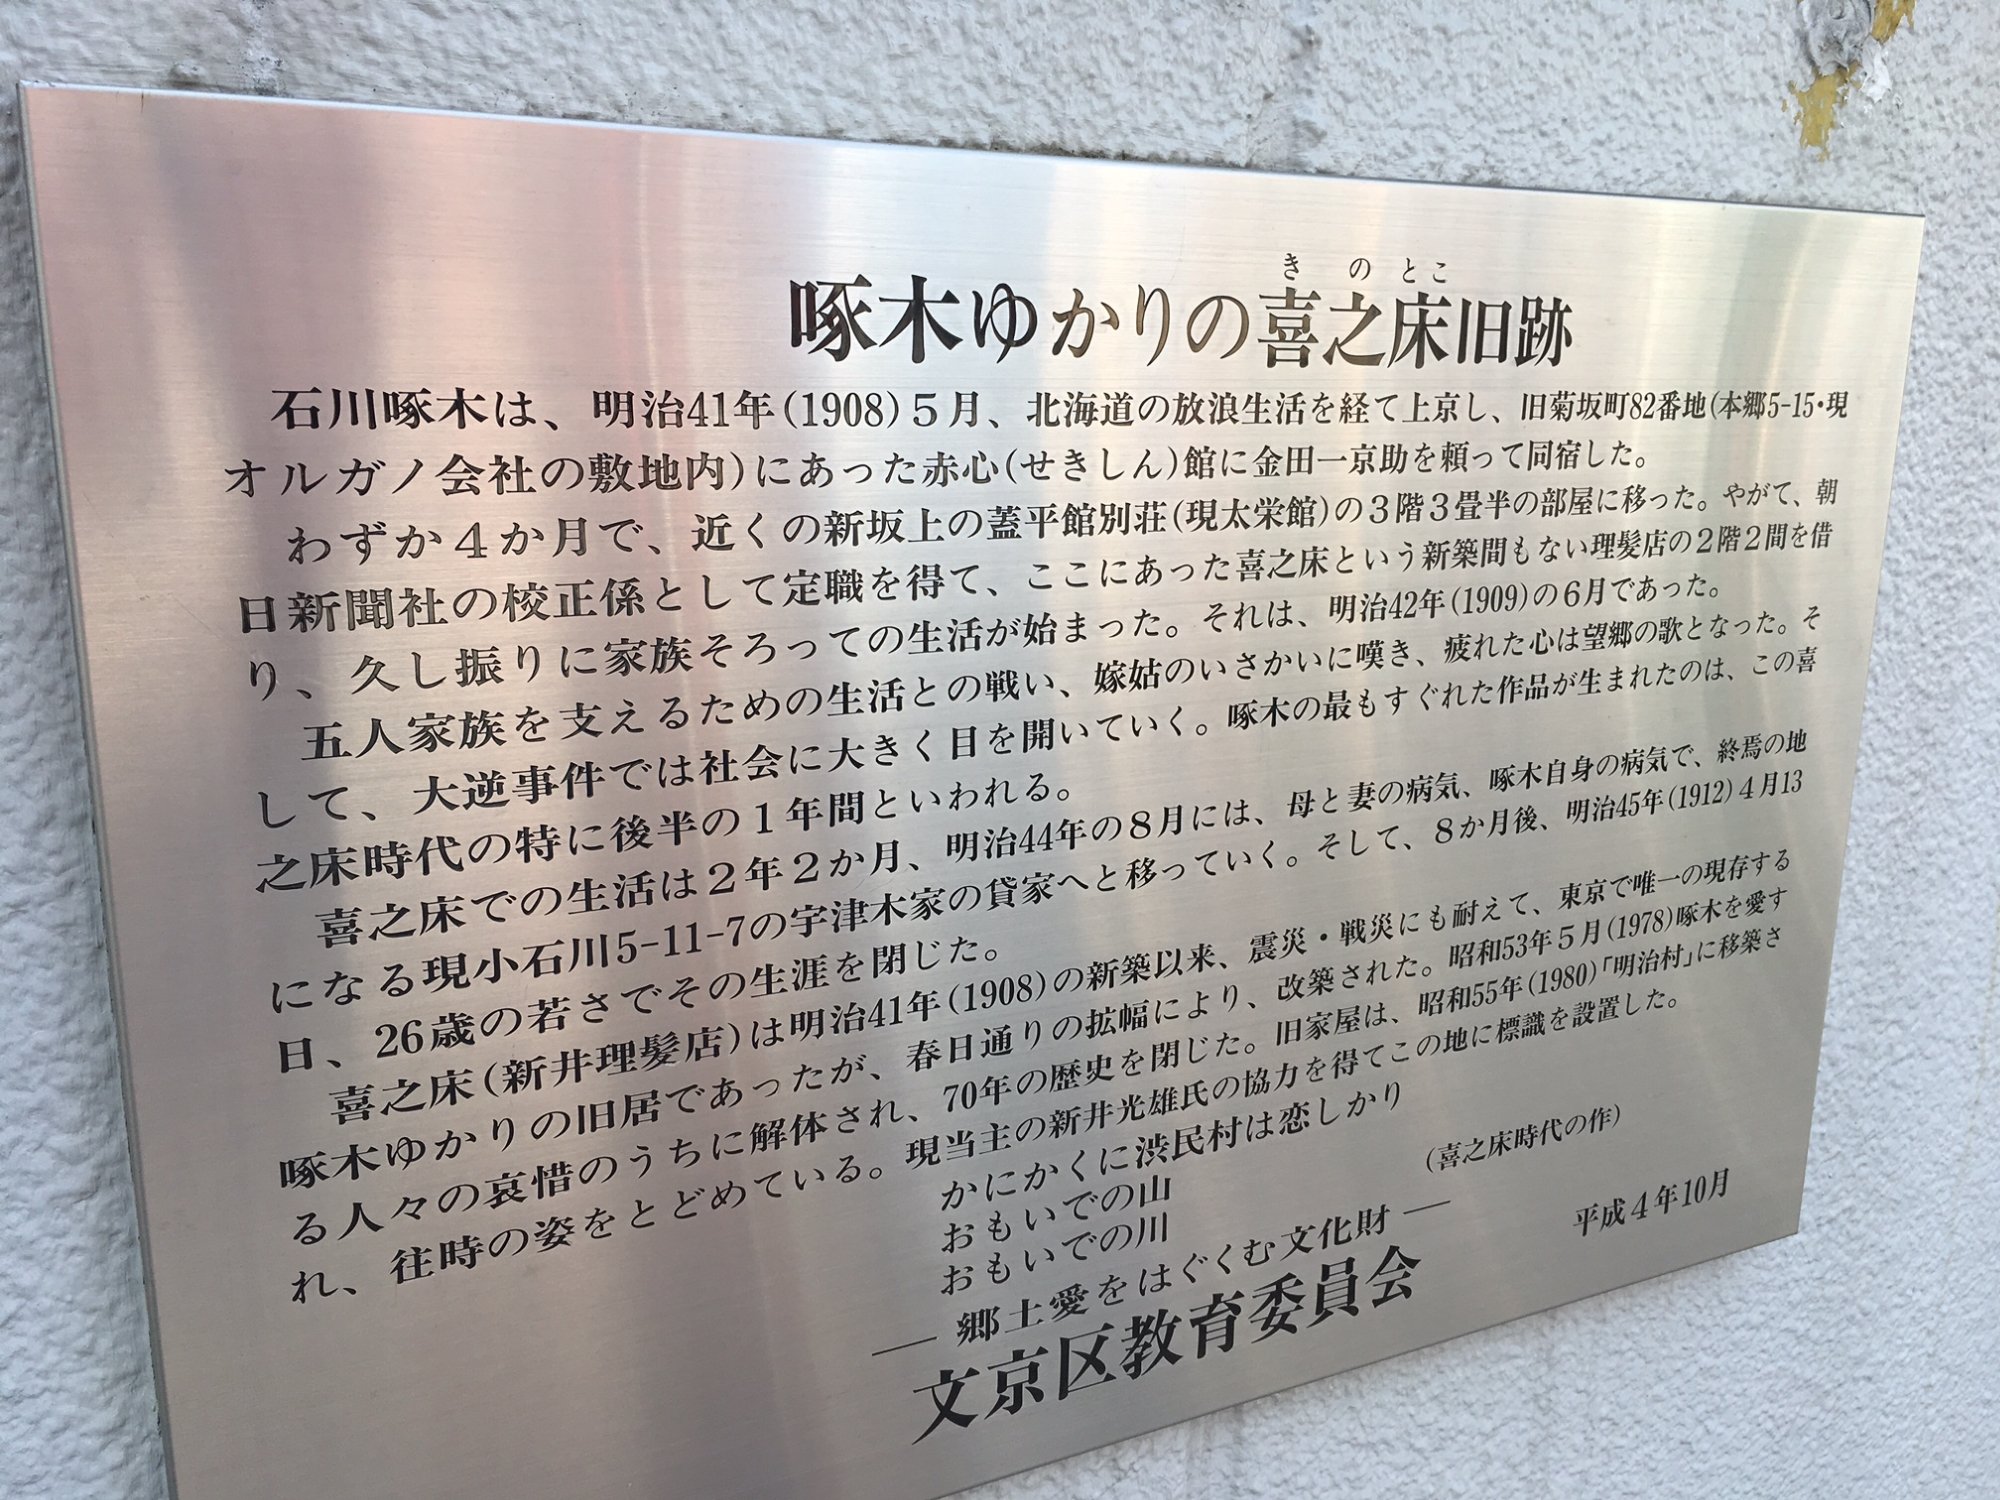 きのとこ
啄木ゆかりの喜之床旧跡
石川啄木は、明治41年(1908)5月、北海道の放浪生活を経て上京し、旧菊坂町82番地(本郷5-15・現
オルガノ会社の敷地内)にあった赤心(せきしん)館に金田一京助を頼って同宿した。
わずか4か月で、近くの新坂上の蓋平館別荘(現太栄館)の3階3畳半の部屋に移った。やがて、朝
日新聞社の校正係として定職を得て、ここにあった喜之床という新築間もない理髪店の2階2間を借
り、久し振りに家族そろっての生活が始まった。それは、明治42年(1909)の6月であった。
五人家族を支えるための生活との戦い、嫁姑のいさかいに嘆き、疲れた心は望郷の歌となった。そ
して、大逆事件では社会に大きく目を開いていく。啄木の最もすぐれた作品が生まれたのは、この喜
之床時代の特に後半の1年間といわれる。
喜之床での生活は2年2か月、明治44年の8月には、母と妻の病気、啄木自身の病気で、終焉の地
になる現小石川5-11-7の宇津木家の貸家へと移っていく。そして、8か月後、明治45年(1912)4月13
日、26歳の若さでその生涯を閉じた。
喜之床(新井理髪店)は明治41年(1908)の新築以来、震災・戦災にも耐えて、東京で唯一の現存する
啄木ゆかりの旧居であったが、春日通りの拡幅により、改築された。昭和53年5月(1978)啄木を愛す
る人々の哀惜のうちに解体され、70年の歴史を閉じた。旧家屋は、昭和55年(1980)「明治村」に移築さ
れ、往時の姿をとどめている。現当主の新井光雄氏の協力を得てこの地に標識を設置した。
かにかくに渋民村は恋しかり
おもいでの山
おもいでの川
(喜之床時代の作)
― 郷土愛をはぐくむ文化財 ―
文京区教育委員会
平成4年10月